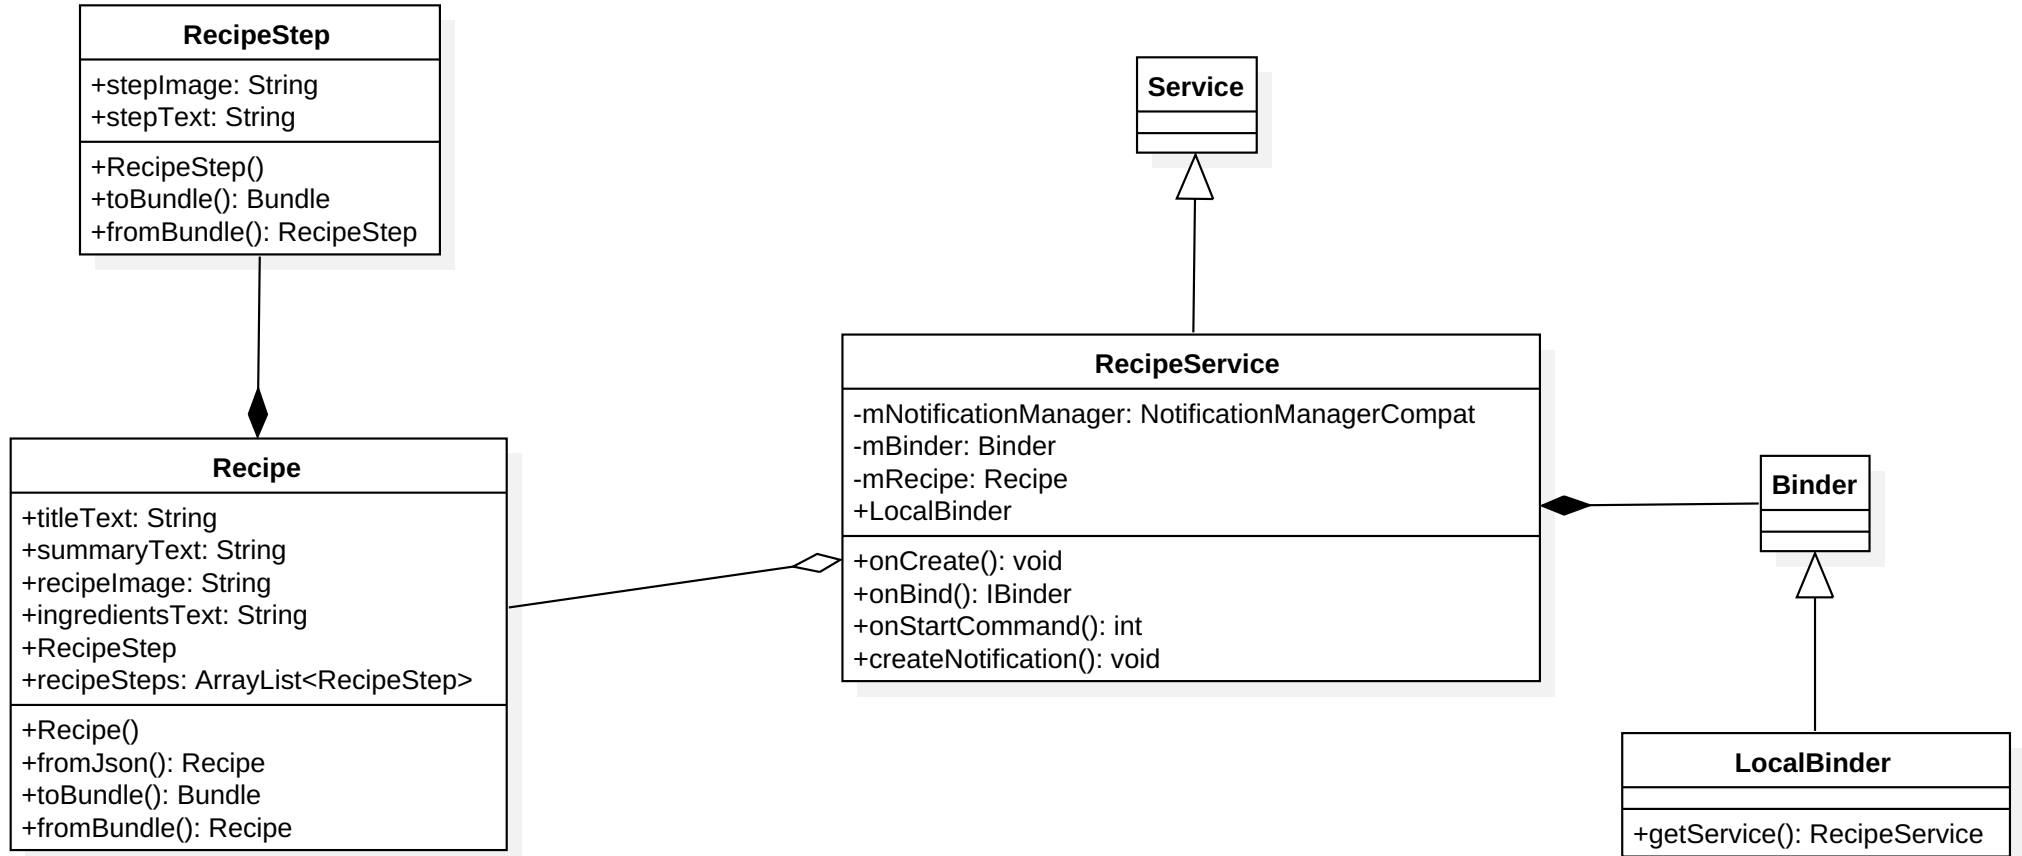 RecipeStep
+stepImage: String
+stepText: String
+RecipeStep()
+toBundle(): Bundle
+fromBundle(): RecipeStep
Service
RecipeService
-mNotificationManager: NotificationManagerCompat
-mBinder: Binder
-mRecipe: Recipe
+LocalBinder
+onCreate(): void
+onBind(): IBinder
+onStartCommand(): int
+createNotification(): void
Recipe
+titleText: String
+summaryText: String
+recipeImage: String
+ingredientsText: String
+RecipeStep
+recipeSteps: ArrayList<RecipeStep>
+Recipe()
+fromJson(): Recipe
+toBundle(): Bundle
+fromBundle(): Recipe
Binder
LocalBinder
+getService(): RecipeService